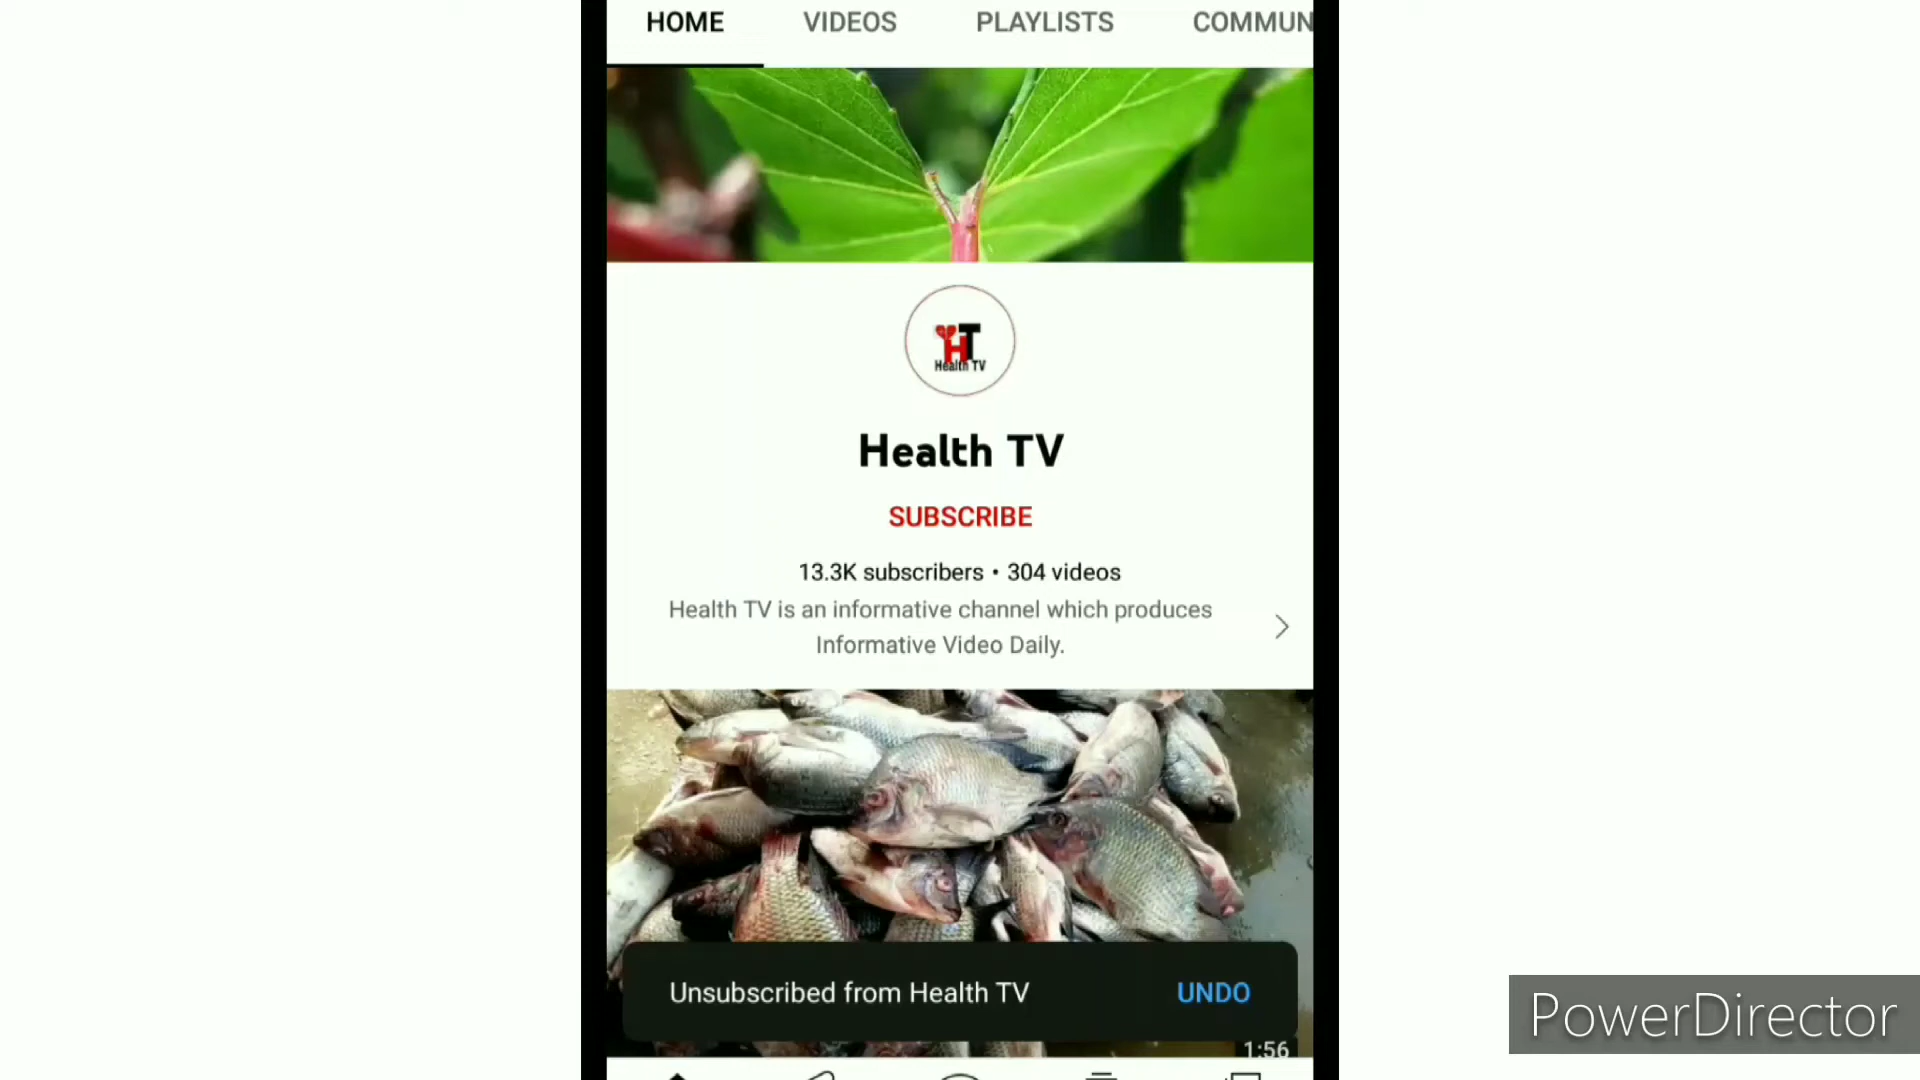 HOME VIDEOS PLAYLISTS COMMUN
HT
Health TV
Health TV
SUBSCRIBE
13.3K subscribers • 304 videos
Health TV is an informative channel which produces
Informative Video Daily.
Unsubscribed from Health TV UNDO
1:56
PowerDirector